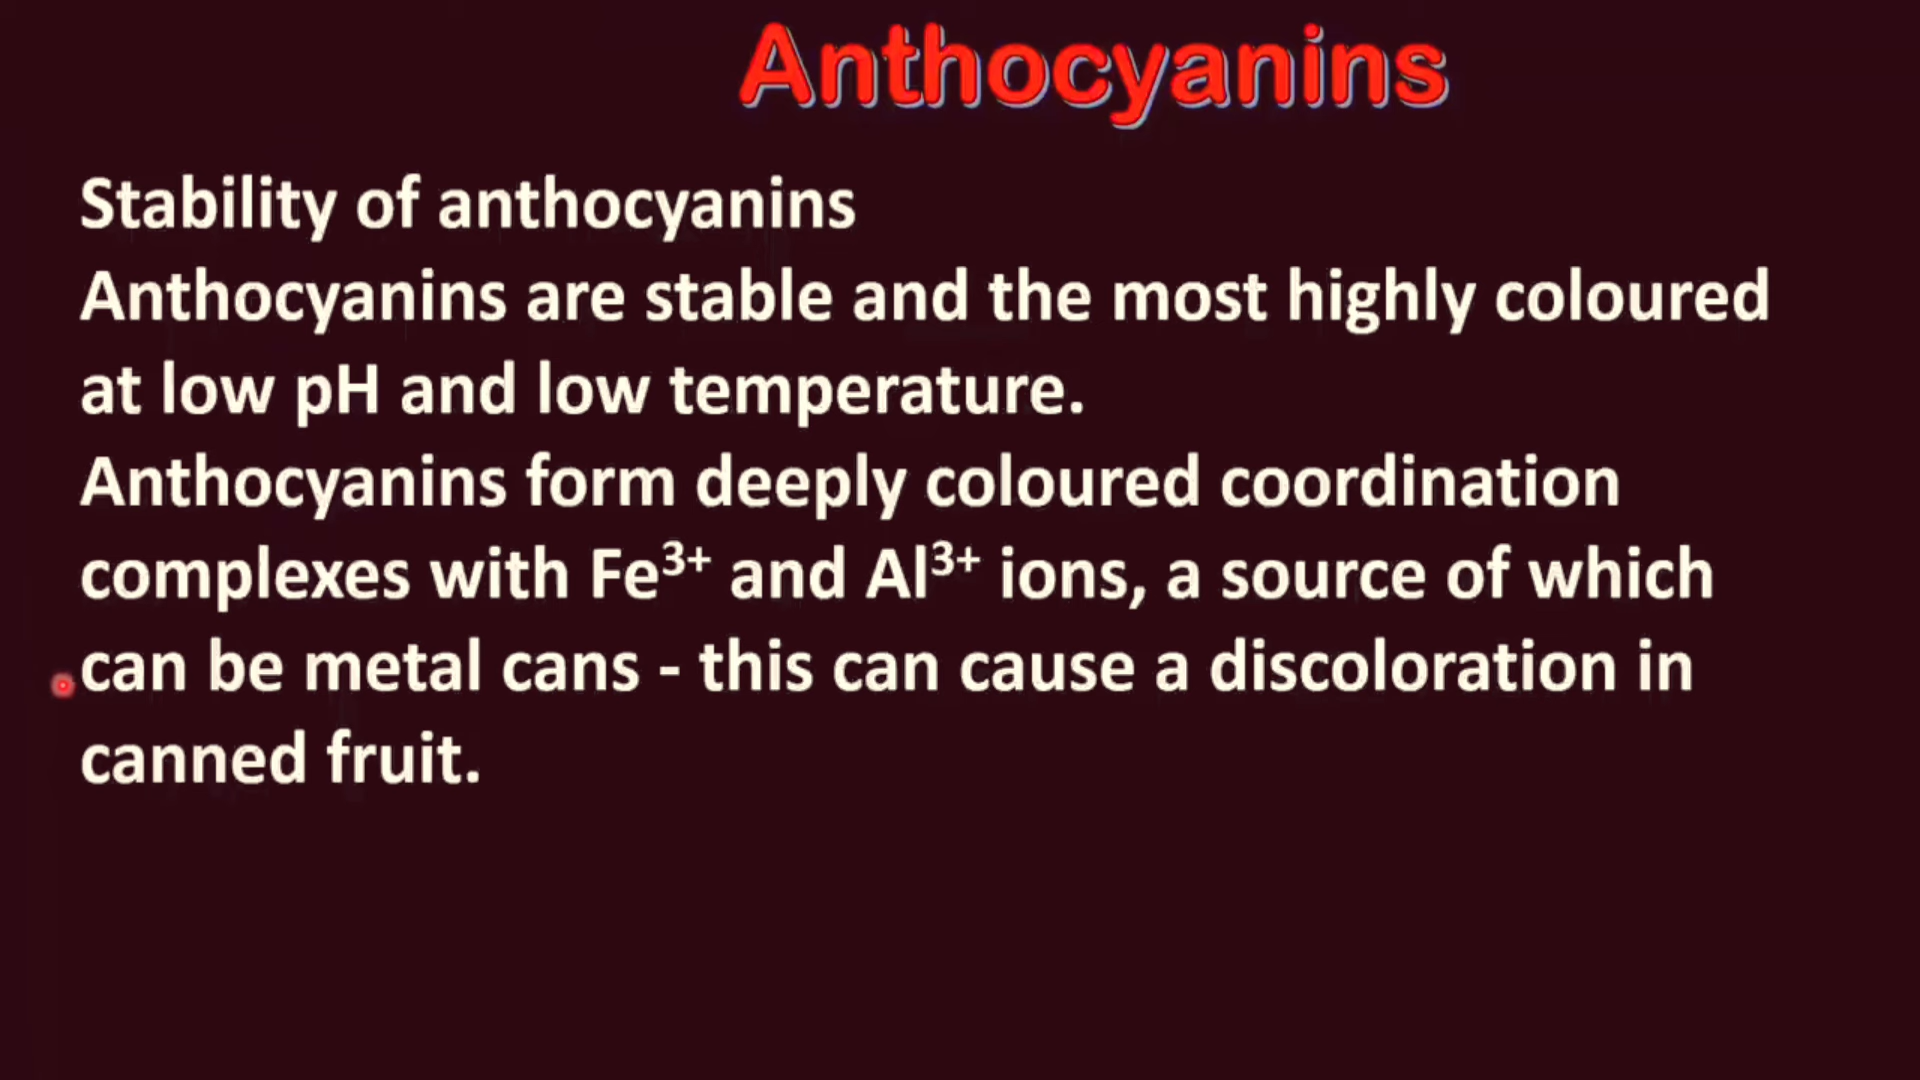 Anthocyanins
Stability of anthocyanins
Anthocyanins are stable and the most highly coloured
at low pH and low temperature.
Anthocyanins form deeply coloured coordination
complexes with Fe³⁺ and Al³⁺ ions, a source of which
can be metal cans - this can cause a discoloration in
canned fruit.